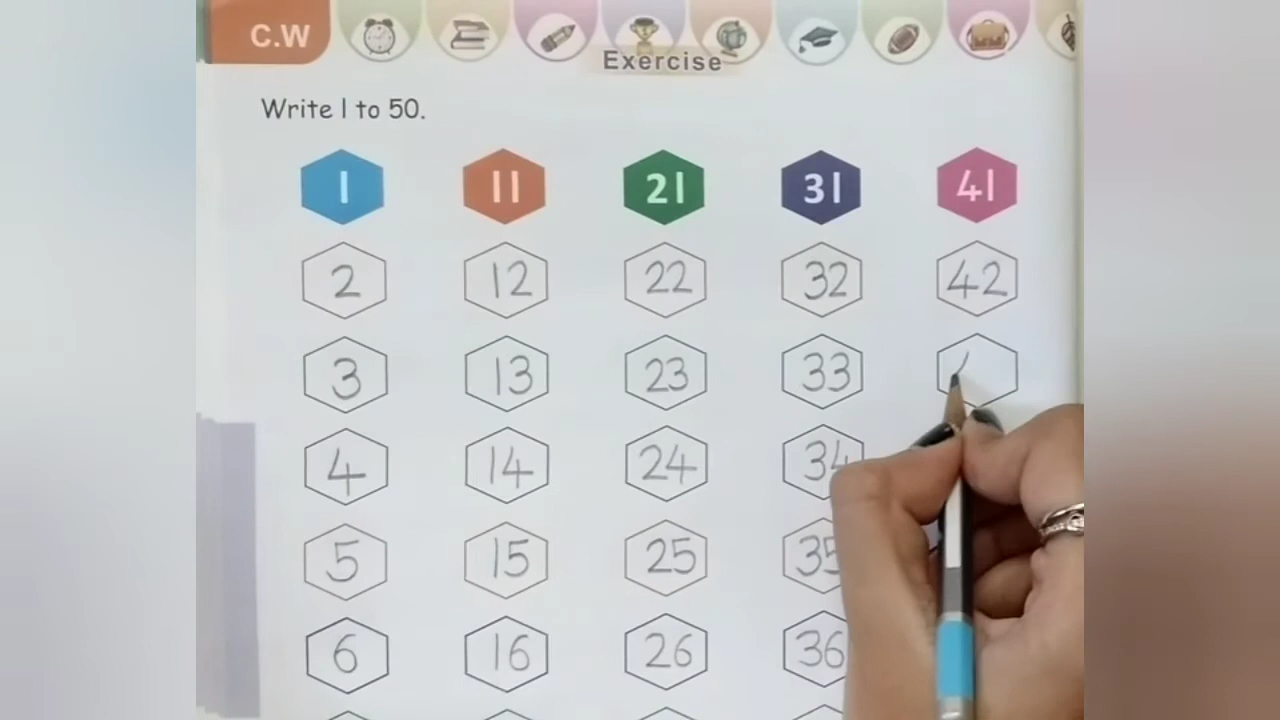 C.W
Exercise
Write 1 to 50.
1 11 21 31 41
2 12 22 32 42
3 13 23 33
4 14 24 34
5 15 25 35
6 16 26 36